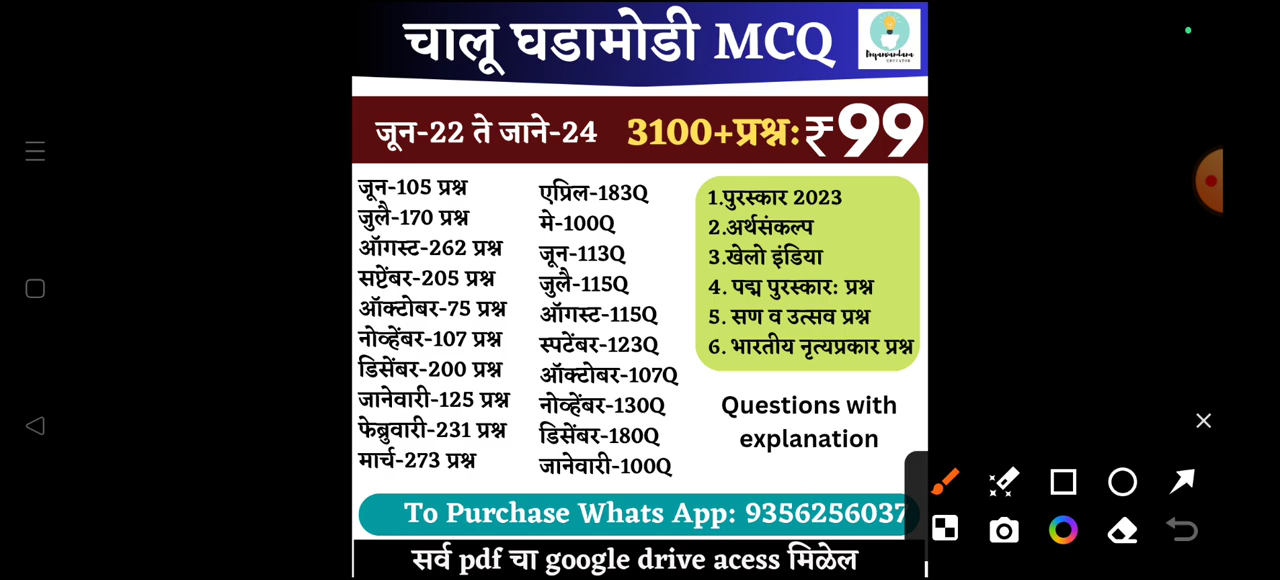 चालू घडामोडी MCQ
Priyanvandana
EDUCATOR
जून-22 ते जाने-24 3100+प्रश्न: ₹99
जून-105 प्रश्न
जुलै-170 प्रश्न
ऑगस्ट-262 प्रश्न
सप्टेंबर-205 प्रश्न
ऑक्टोबर-75 प्रश्न
नोव्हेंबर-107 प्रश्न
डिसेंबर-200 प्रश्न
जानेवारी-125 प्रश्न
फेब्रुवारी-231 प्रश्न
मार्च-273 प्रश्न
एप्रिल-183Q
मे-100Q
जून-113Q
जुलै-115Q
ऑगस्ट-115Q
स्पटेंबर-123Q
ऑक्टोबर-107Q
नोव्हेंबर-130Q
डिसेंबर-180Q
जानेवारी-100Q
1.पुरस्कार 2023
2.अर्थसंकल्प
3.खेलो इंडिया
4. पद्म पुरस्कार: प्रश्न
5. सण व उत्सव प्रश्न
6. भारतीय नृत्यप्रकार प्रश्न
Questions with
explanation
To Purchase Whats App: 9356256037
सर्व pdf चा google drive acess मिळेल